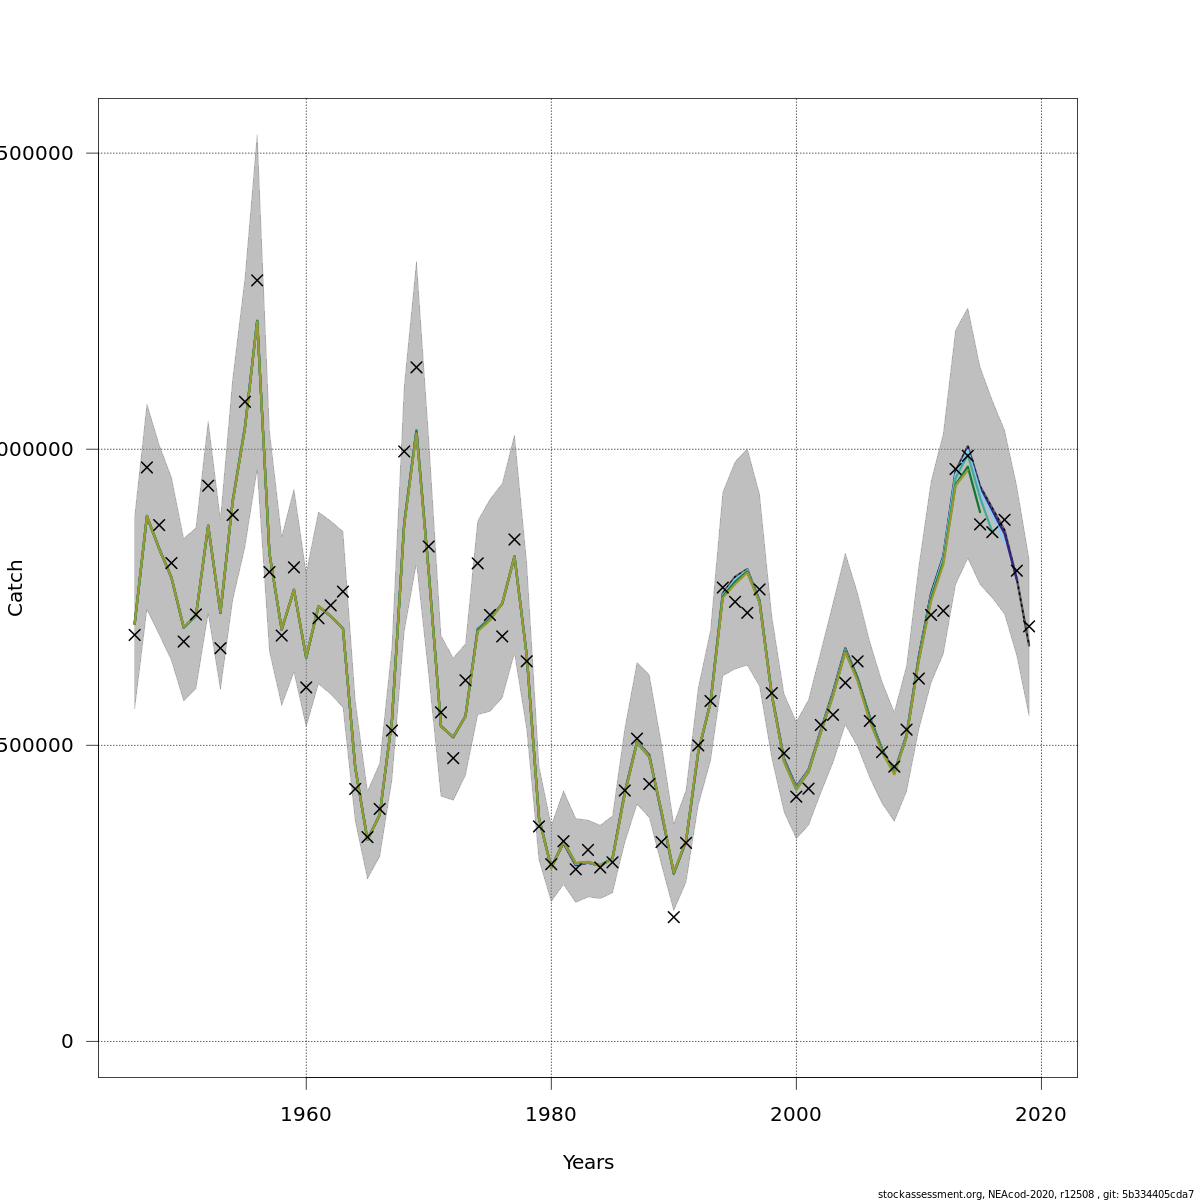 500000
000000
500000
0
Catch
1960 1980 2000 2020
Years
stockassessment.org, NEAcod-2020, r12508 , git: 5b334405cda7